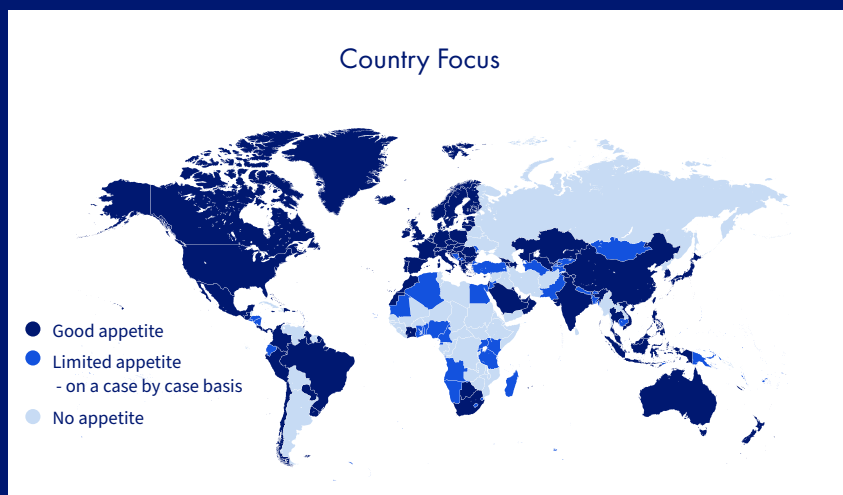 Country Focus
Good appetite
Limited appetite
- on a case by case basis
No appetite